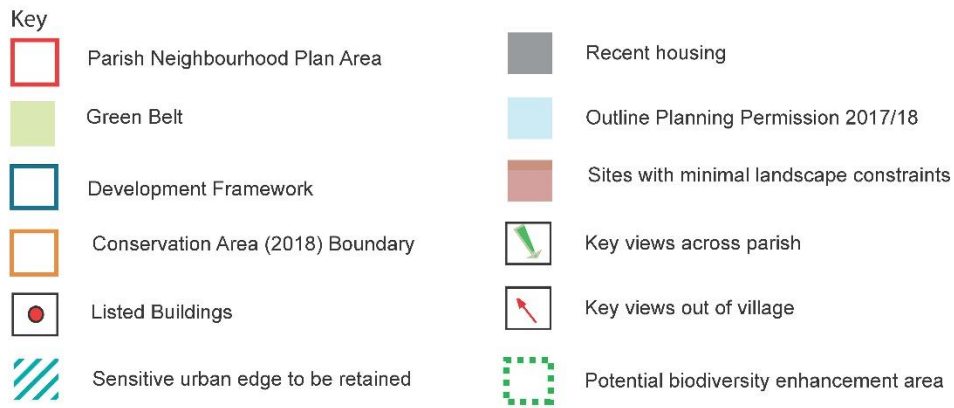 Key
Parish Neighbourhood Plan Area
Green Belt
Development Framework
Conservation Area (2018) Boundary
Listed Buildings
Sensitive urban edge to be retained
Recent housing
Outline Planning Permission 2017/18
Sites with minimal landscape constraints
Key views across parish
Key views out of village
Potential biodiversity enhancement area